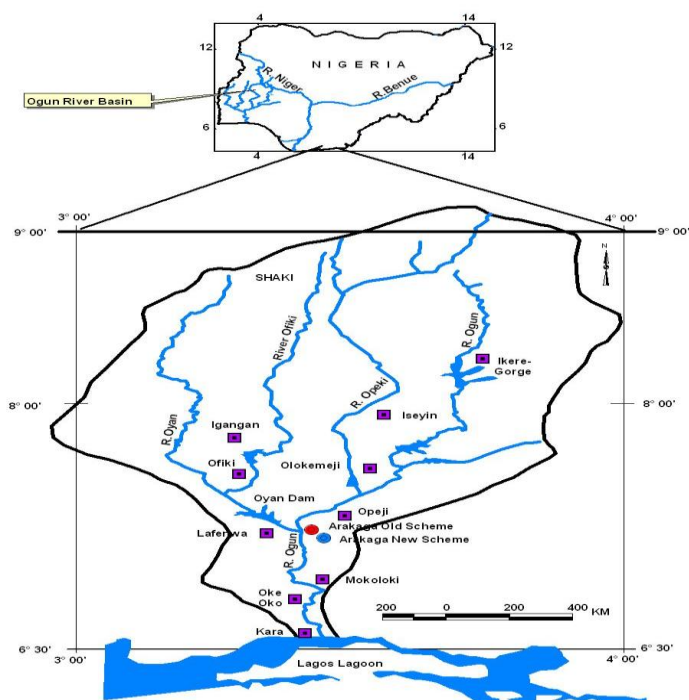 4
14
12
12
NIGERIA
R. Niger
R.Benue
Ogun River Basin
6
6
4
14
3° 00'
4° 00'
9° 00'
9° 00'
N
SHAKI
River Ofiki
R. Ogun
Ikere-
Gorge
R. Opeki
8° 00'
8° 00'
R.Oyan
Iseyin
Igangan
Ofiki
Olokemeji
Oyan Dam
Opeji
Arakaga Old Scheme
Lafenwa
R. Ogun
Arakaga New Scheme
Mokoloki
Oke
Oko
200
0
200
400
KM
Kara
6° 30'
6° 30'
3° 00'
4° 00'
Lagos Lagoon